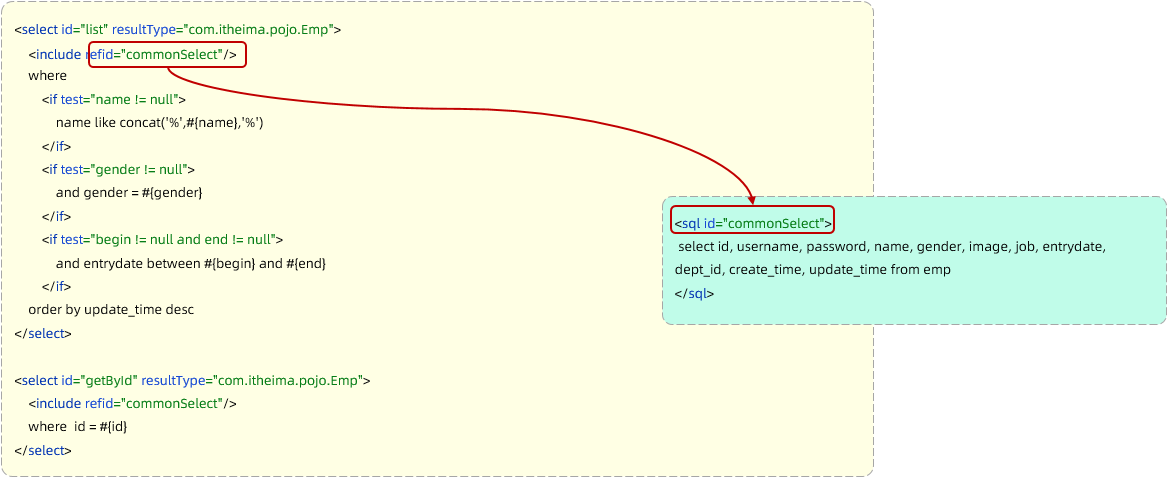 <select id="list" resultType="com.itheima.pojo.Emp">
<include refid="commonSelect"/>
where
<if test="name != null">
name like concat('%',#{name},'%')
</if>
<if test="gender != null">
and gender = #{gender}
</if>
<if test="begin != null and end != null">
and entrydate between #{begin} and #{end}
</if>
order by update_time desc
</select>
<select id="getById" resultType="com.itheima.pojo.Emp">
<include refid="commonSelect"/>
where  id = #{id}
</select>
<sql id="commonSelect">
select id, username, password, name, gender, image, job, entrydate,
dept_id, create_time, update_time from emp
</sql>